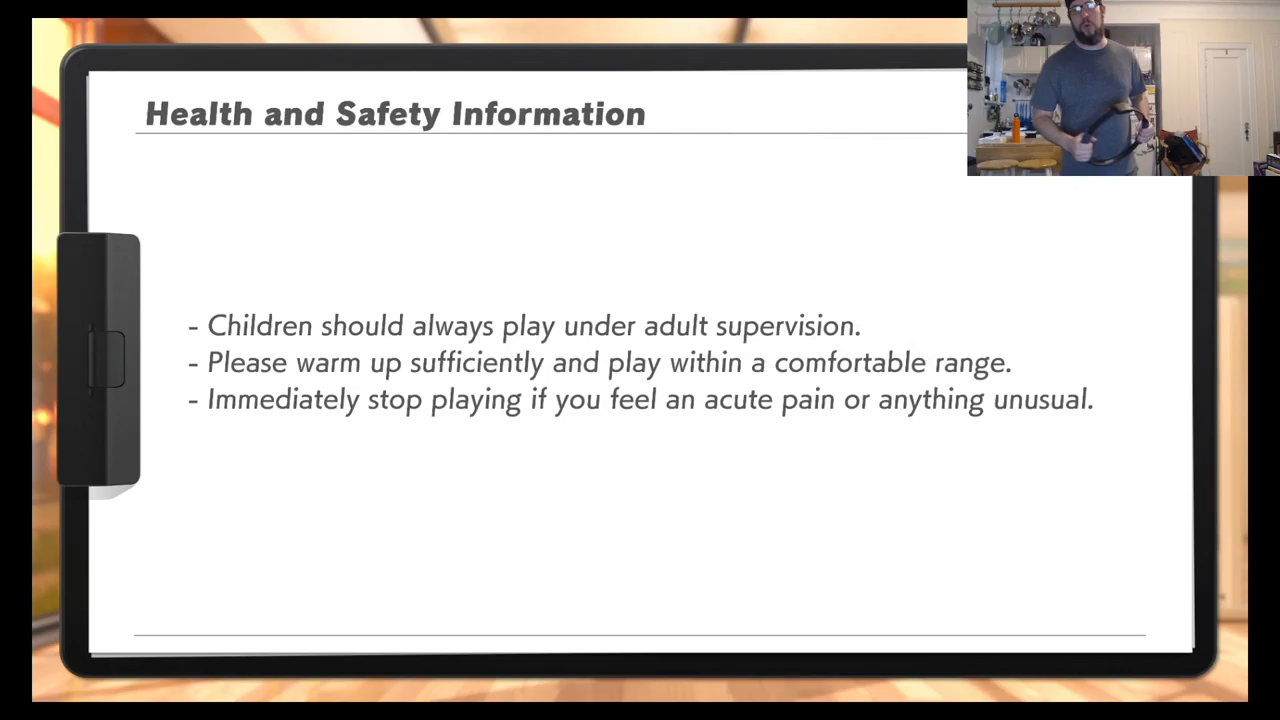 Health and Safety Information
- Children should always play under adult supervision.
- Please warm up sufficiently and play within a comfortable range.
- Immediately stop playing if you feel an acute pain or anything unusual.